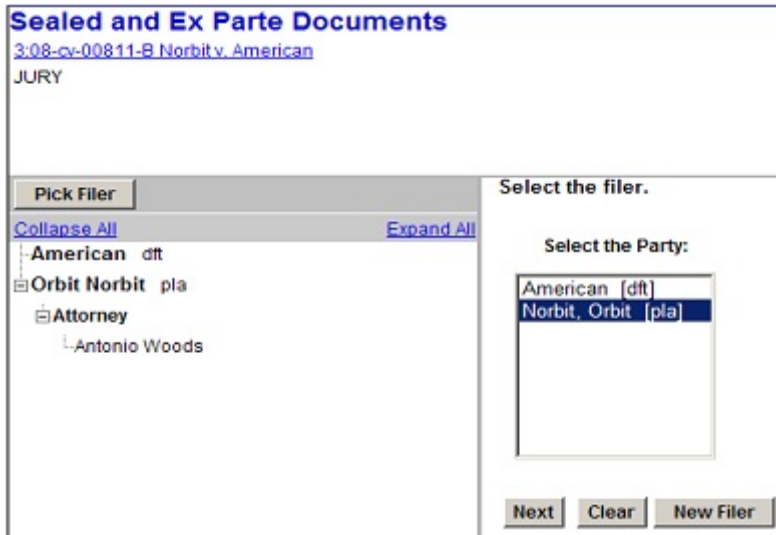 Sealed and Ex Parte Documents
3:08-cv-00811-B Norbit v. American
JURY
Pick Filer
Collapse All Expand All
American dft
Orbit Norbit pla
Attorney
Antonio Woods
Select the filer.
Select the Party:
American [dft]
Norbit, Orbit [pla]
Next Clear New Filer